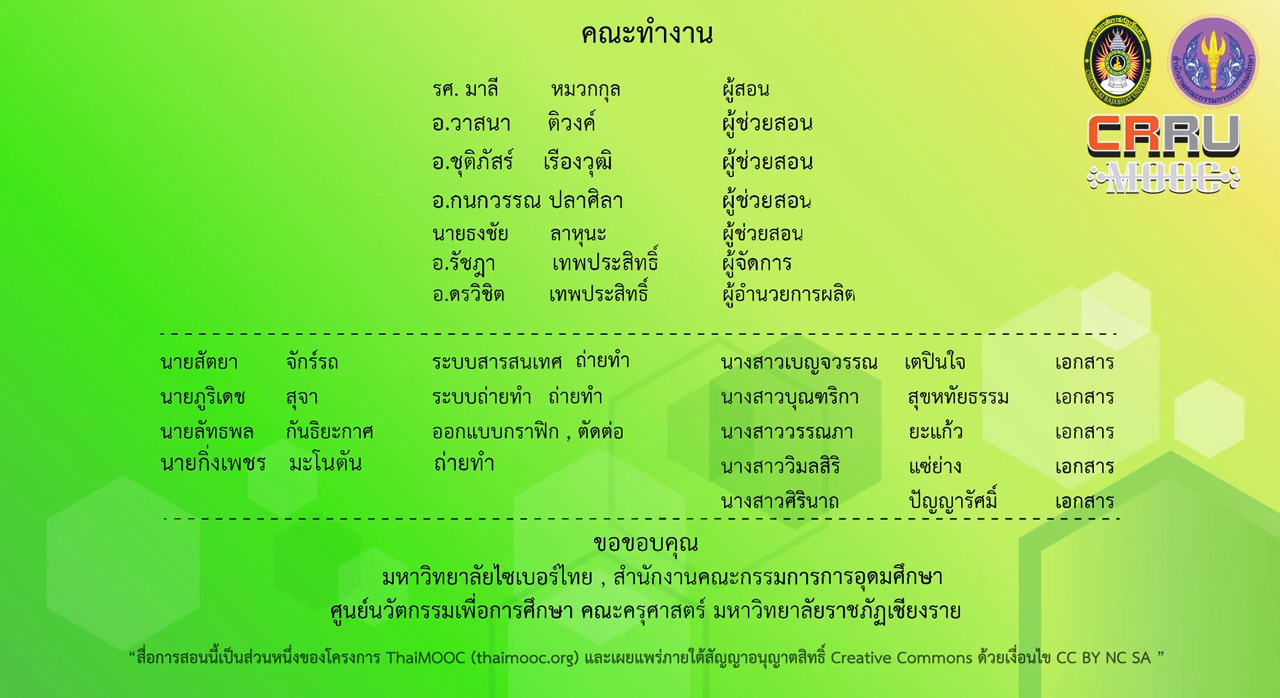 คณะทำงาน
รศ. มาลี หมวกกุล ผู้สอน
อ.วาสนา ติวงค์ ผู้ช่วยสอน
อ.ชุติภัสร์ เรืองวุฒิ ผู้ช่วยสอน
อ.กนกวรรณ ปลาศิลา ผู้ช่วยสอน
นายธงชัย ลาหุนะ ผู้ช่วยสอน
อ.รัชฎา เทพประสิทธิ์ ผู้จัดการ
อ.ดรวิชิต เทพประสิทธิ์ ผู้อำนวยการผลิต
CRRU
MOOC
นายสัตยา จักร์รถ ระบบสารสนเทศ ถ่ายทำ นางสาวเบญจวรรณ เตปินใจ เอกสาร
นายภูริเดช สุจา ระบบถ่ายทำ ถ่ายทำ นางสาวบุณฑริกา สุขหทัยธรรม เอกสาร
นายลัทธพล กันธิยะกาศ ออกแบบกราฟิก , ตัดต่อ นางสาววรรณภา ยะแก้ว เอกสาร
นายกิ่งเพชร มะโนตัน ถ่ายทำ นางสาววิมลสิริ แซ่ย่าง เอกสาร
นางสาวศิรินาถ ปัญญารัศมิ์ เอกสาร
ขอขอบคุณ
มหาวิทยาลัยไซเบอร์ไทย , สำนักงานคณะกรรมการการอุดมศึกษา
ศูนย์นวัตกรรมเพื่อการศึกษา คณะครุศาสตร์ มหาวิทยาลัยราชภัฏเชียงราย
“สื่อการสอนนี้เป็นส่วนหนึ่งของโครงการ ThaiMOOC (thaimooc.org) และเผยแพร่ภายใต้สัญญาอนุญาตสิทธิ์ Creative Commons ด้วยเงื่อนไข CC BY NC SA ”